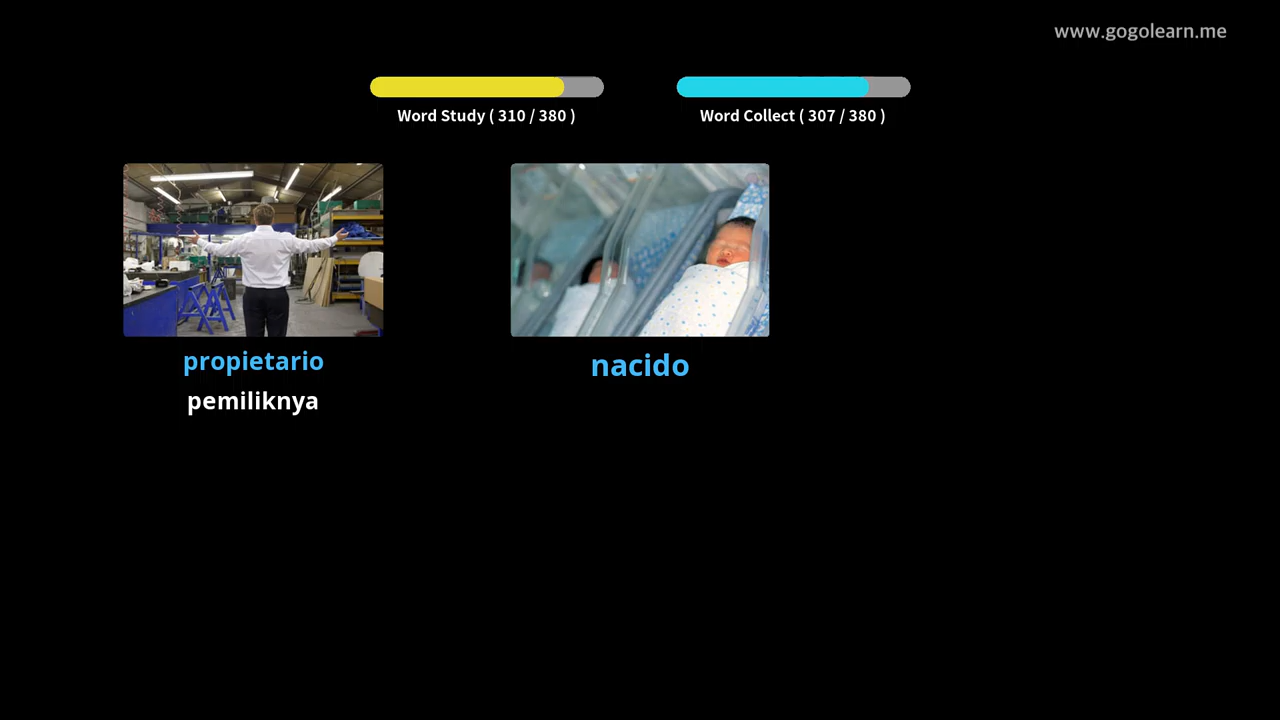 www.gogolearn.me
Word Study ( 310 / 380 )
Word Collect ( 307 / 380 )
propietario
pemiliknya
nacido